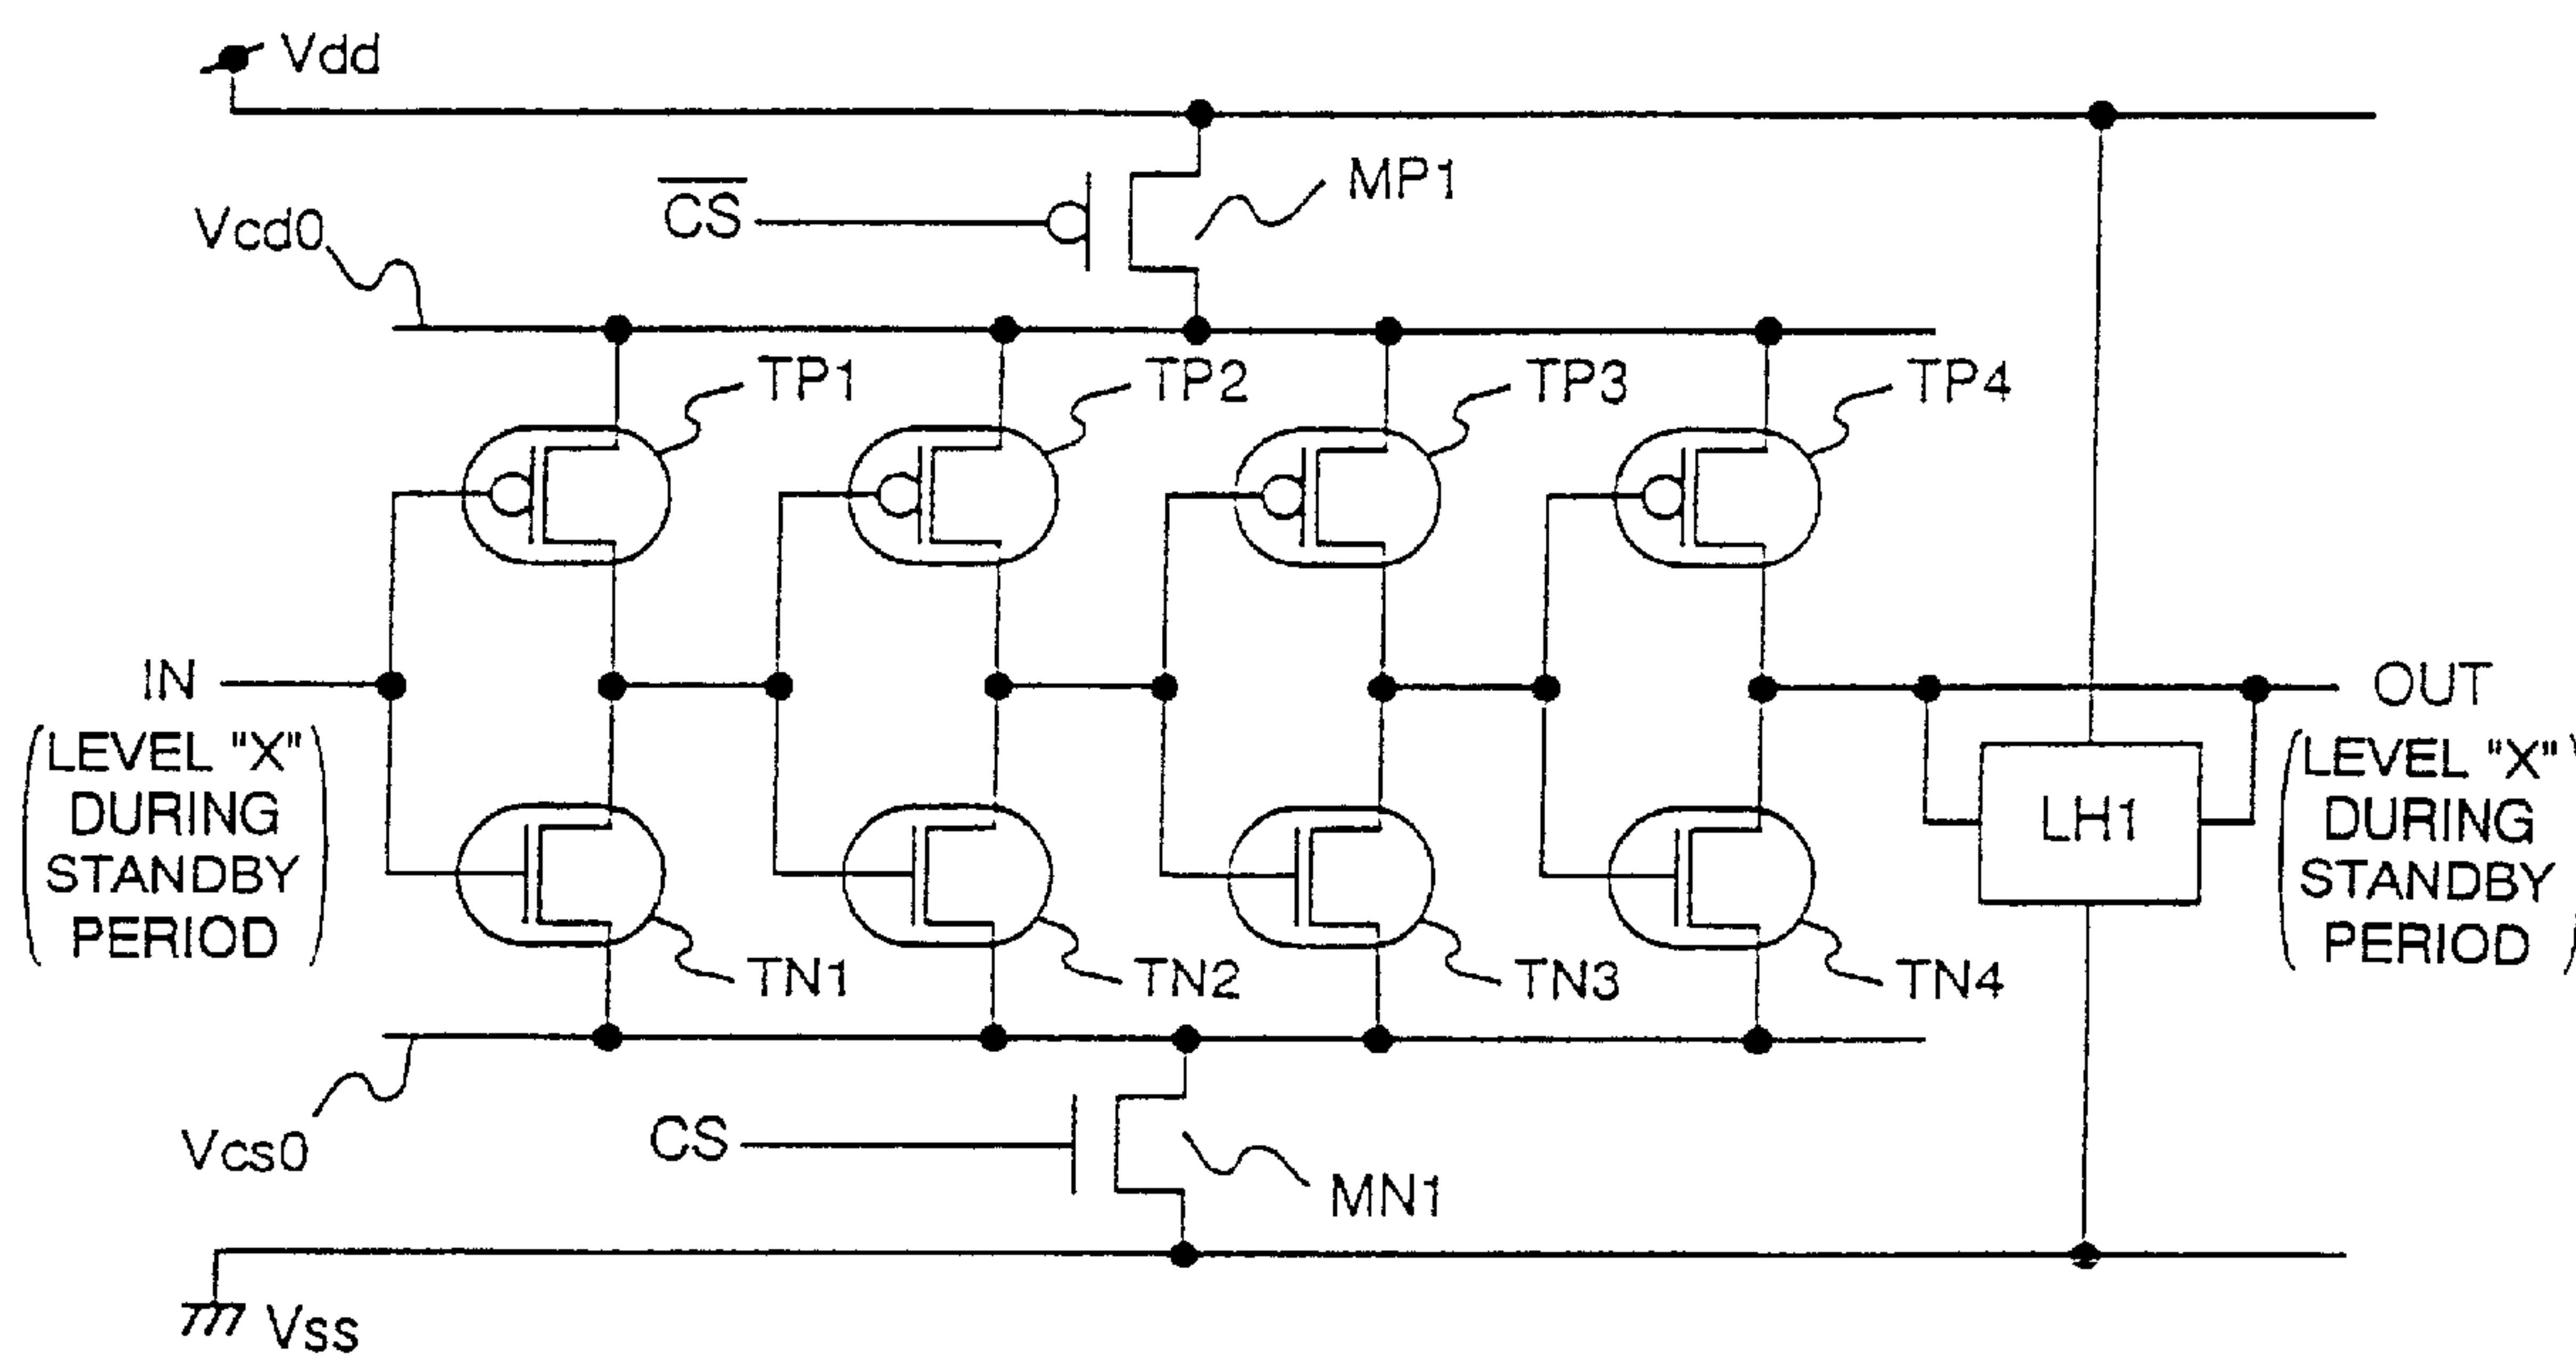 Vdd
MP1
C̅S̅
Vcd0
TP1
TP2
TP3
TP4
IN
(LEVEL "X"
DURING
STANDBY
PERIOD)
OUT
(LEVEL "X"
DURING
STANDBY
PERIOD)
LH1
TN1
TN2
TN3
TN4
Vcs0
CS
MN1
Vss